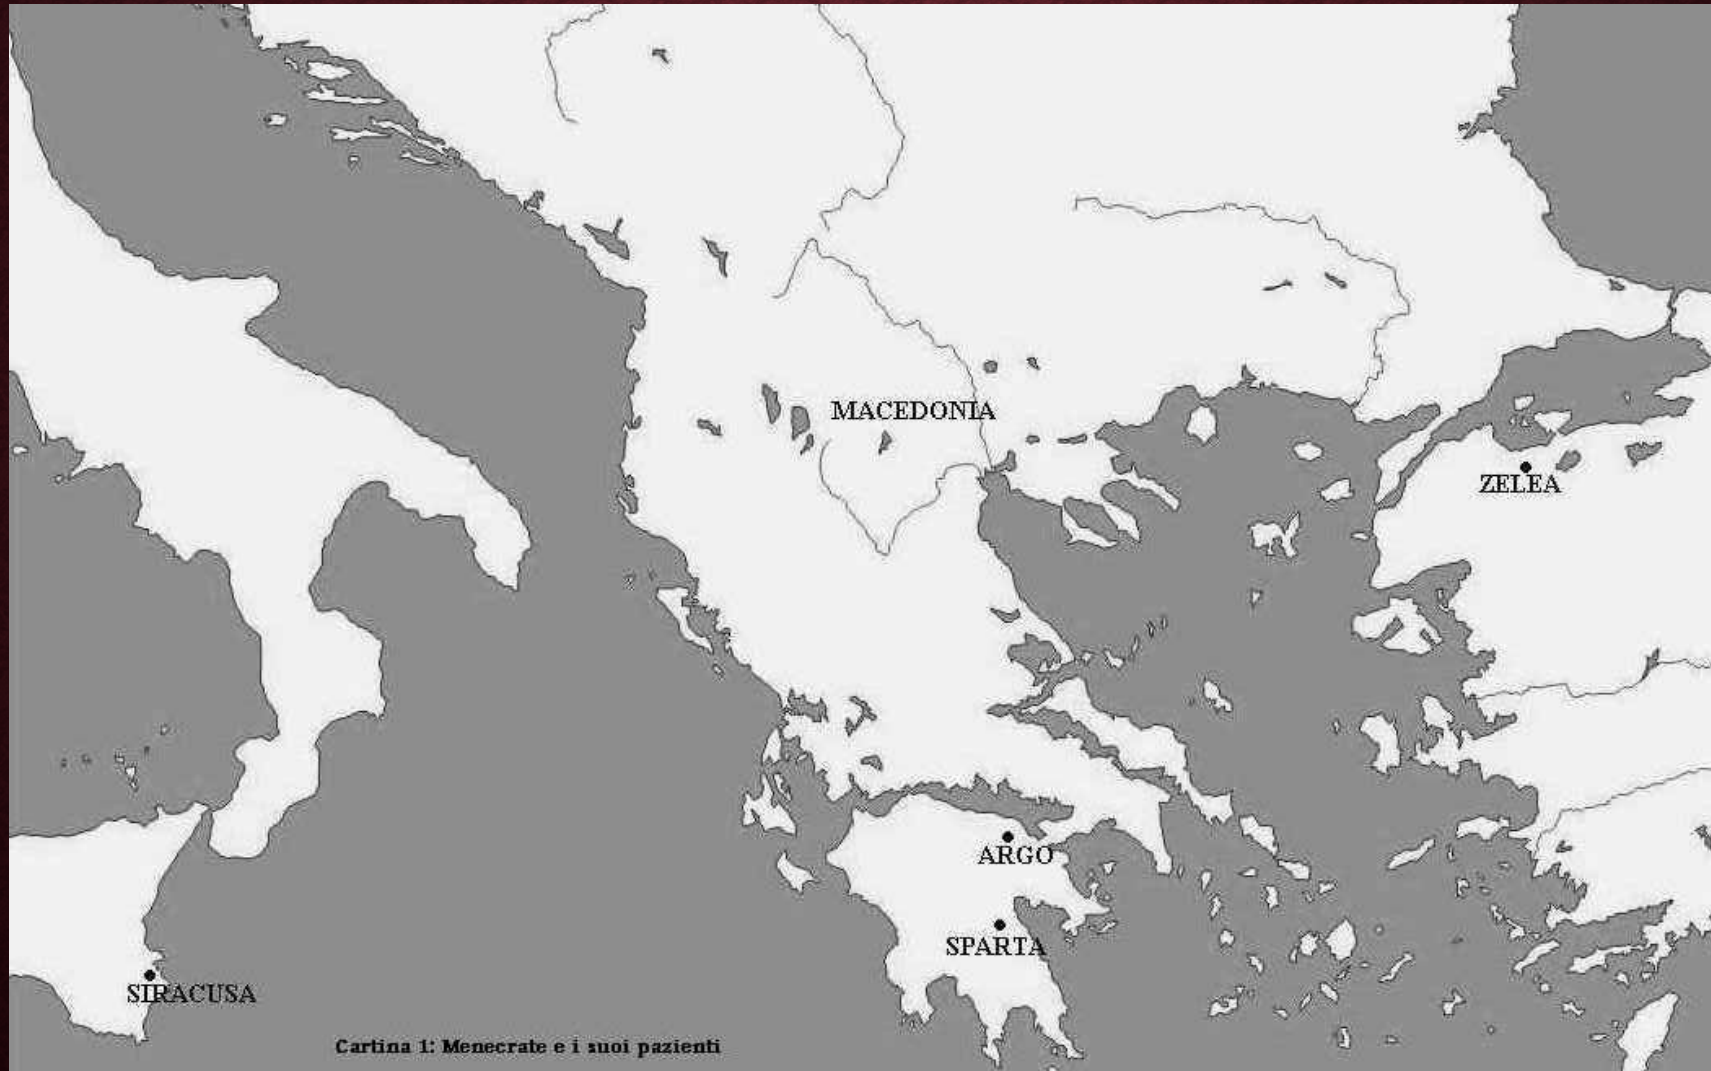 MACEDONIA
ZELEA
ARGO
SPARTA
SIRACUSA
Cartina 1: Menecrate e i suoi pazienti